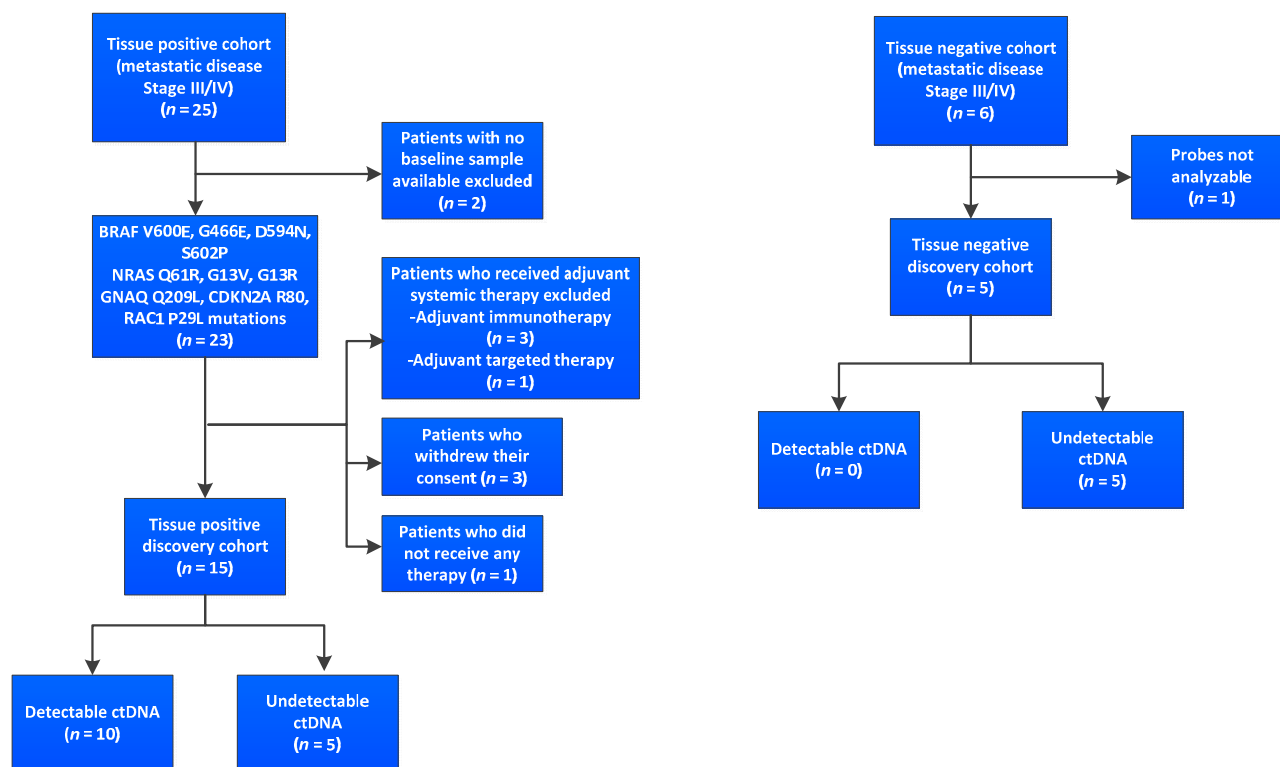 Tissue positive cohort
(metastatic disease
Stage III/IV)
(n = 25)
Patients with no
baseline sample
available excluded
(n = 2)
BRAF V600E, G466E, D594N,
S602P
NRAS Q61R, G13V, G13R
GNAQ Q209L, CDKN2A R80,
RAC1 P29L mutations
(n = 23)
Patients who received adjuvant
systemic therapy excluded
-Adjuvant immunotherapy
(n = 3)
-Adjuvant targeted therapy
(n = 1)
Patients who
withdrew their
consent (n = 3)
Patients who did
not receive any
therapy (n = 1)
Tissue positive
discovery cohort
(n = 15)
Detectable ctDNA
(n = 10)
Undetectable
ctDNA
(n = 5)
Tissue negative cohort
(metastatic disease
Stage III/IV)
(n = 6)
Probes not
analyzable
(n = 1)
Tissue negative
discovery cohort
(n = 5)
Detectable ctDNA
(n = 0)
Undetectable
ctDNA
(n = 5)